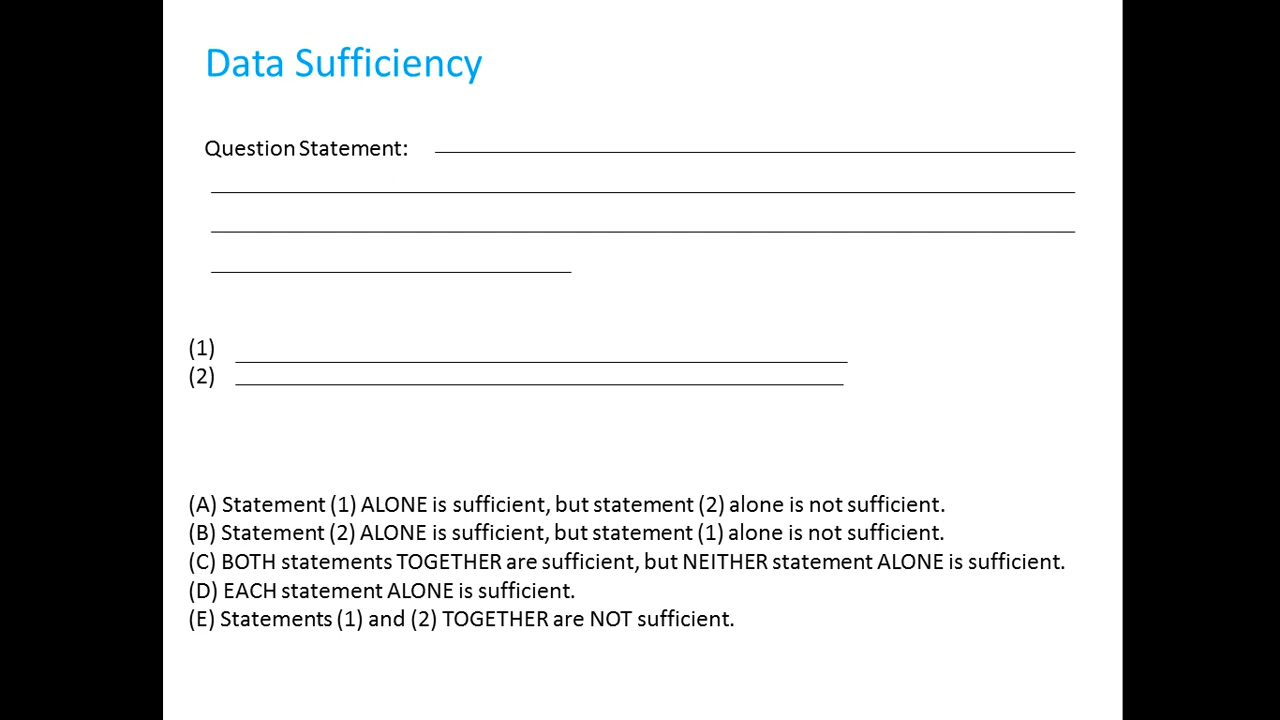 Data Sufficiency
Question Statement:
(1)
(2)
(A) Statement (1) ALONE is sufficient, but statement (2) alone is not sufficient.
(B) Statement (2) ALONE is sufficient, but statement (1) alone is not sufficient.
(C) BOTH statements TOGETHER are sufficient, but NEITHER statement ALONE is sufficient.
(D) EACH statement ALONE is sufficient.
(E) Statements (1) and (2) TOGETHER are NOT sufficient.